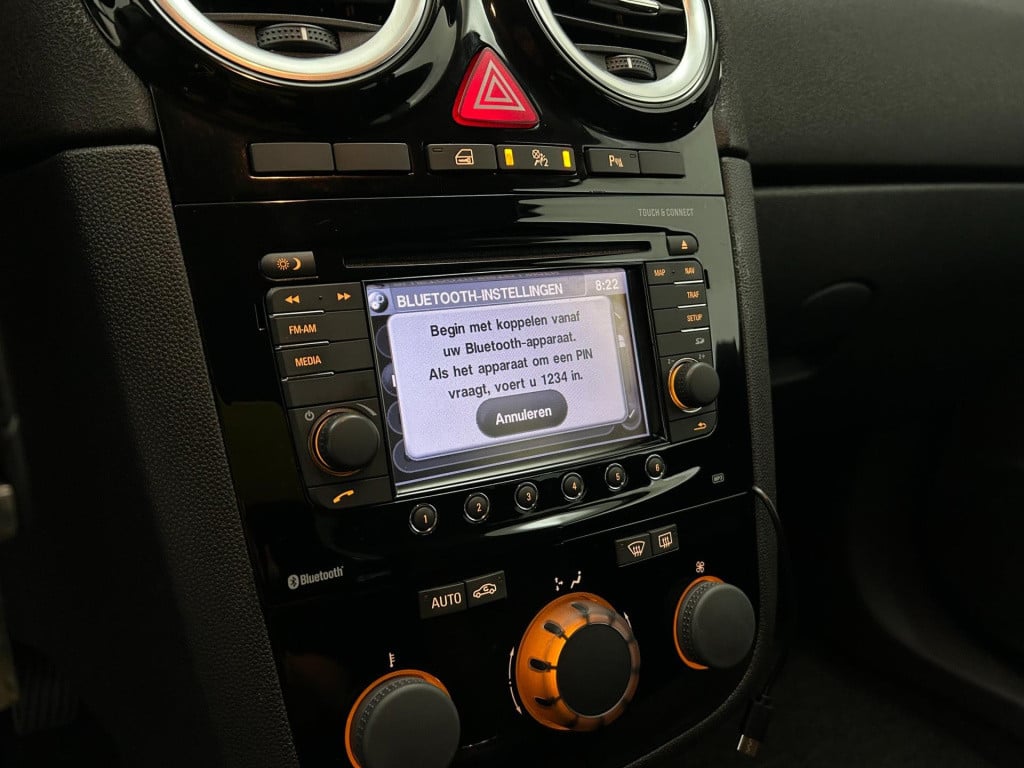 P
TOUCH & CONNECT
BLUETOOTH-INSTELLINGEN 8:22
MAP NAV
FM-AM
TRAF
MEDIA
SETUP
Begin met koppelen vanaf
uw Bluetooth-apparaat.
Als het apparaat om een PIN
vraagt, voert u 1234 in.
Annuleren
1 2 3 4 5 6
MP3
Bluetooth
AUTO